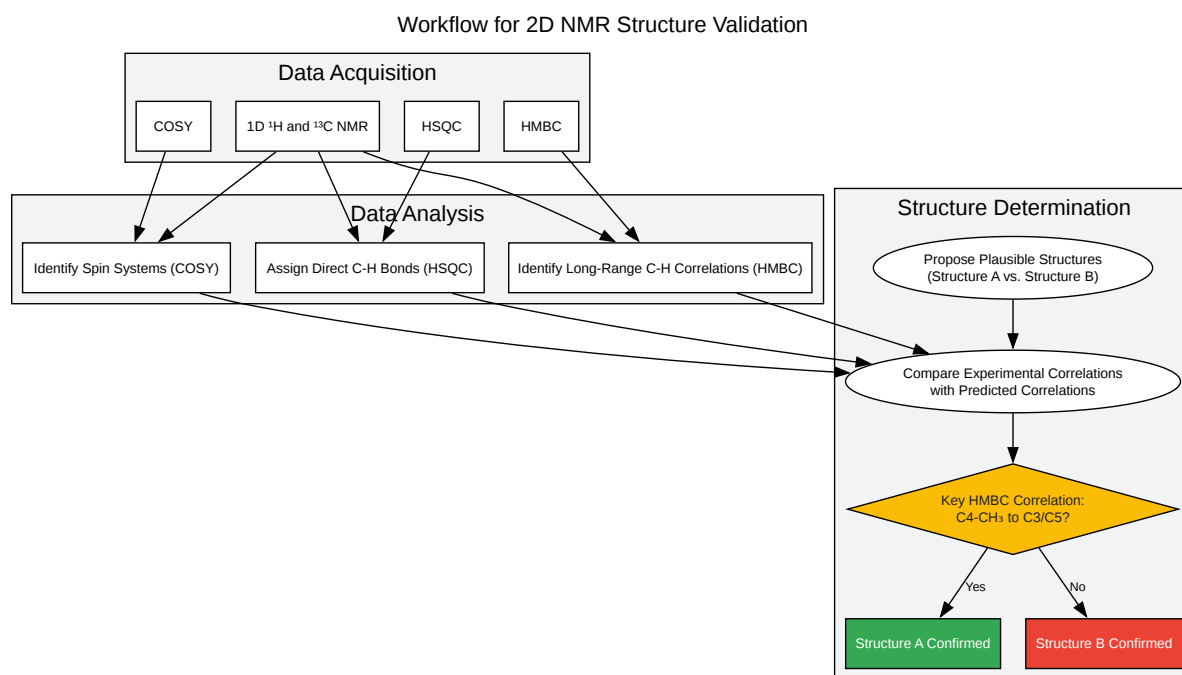 Workflow for 2D NMR Structure Validation
Data Acquisition
COSY
1D ¹H and ¹³C NMR
HSQC
HMBC
Data Analysis
Identify Spin Systems (COSY)
Assign Direct C-H Bonds (HSQC)
Identify Long-Range C-H Correlations (HMBC)
Structure Determination
Propose Plausible Structures
(Structure A vs. Structure B)
Compare Experimental Correlations
with Predicted Correlations
Key HMBC Correlation:
C4-CH₃ to C3/C5?
Yes
No
Structure A Confirmed
Structure B Confirmed